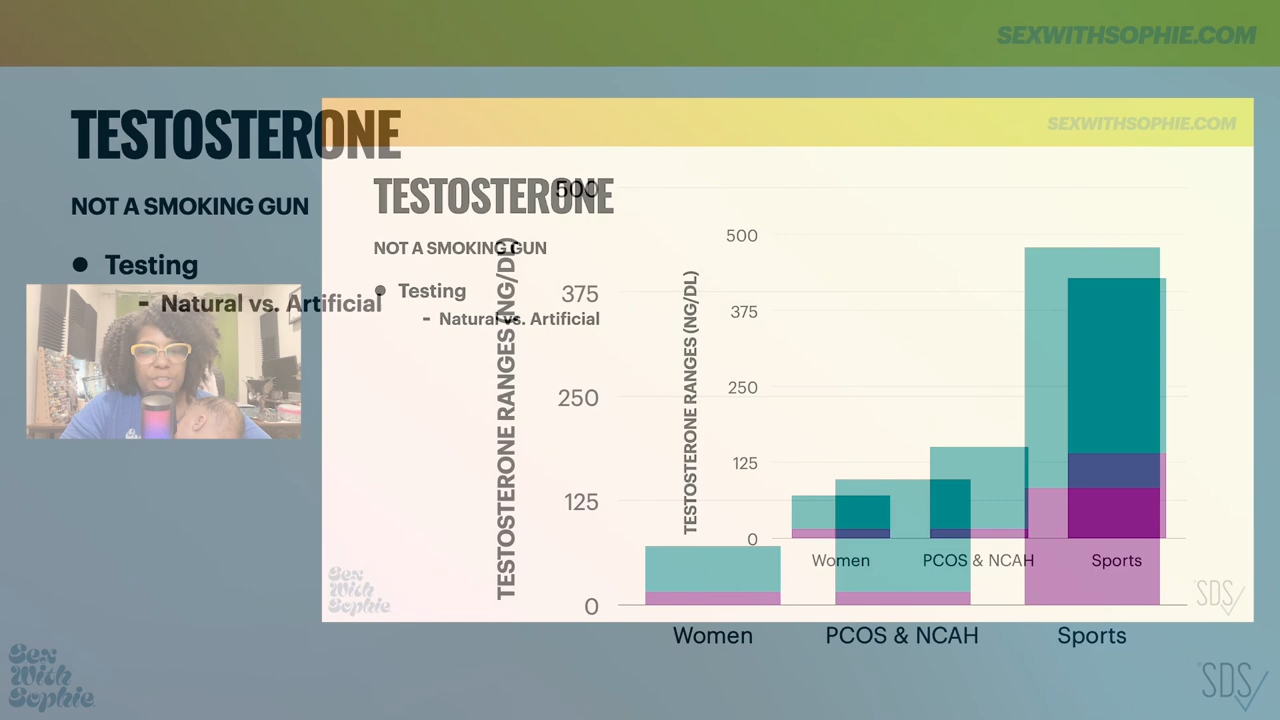 SEXWITHSOPHIE.COM
TESTOSTERONE
NOT A SMOKING GUN
Testing
Natural vs. Artificial
TESTOSTERONE RANGES (NG/DL)
500
375
250
125
0
Women
PCOS & NCAH
Sports
Sex
With
Sophie
SDS
SEXWITHSOPHIE.COM
TESTOSTERONE
NOT A SMOKING GUN
Testing
Natural vs. Artificial
TESTOSTERONE RANGES (NG/DL)
500
375
250
125
0
Women
PCOS & NCAH
Sports
Sex
With
Sophie
SDS